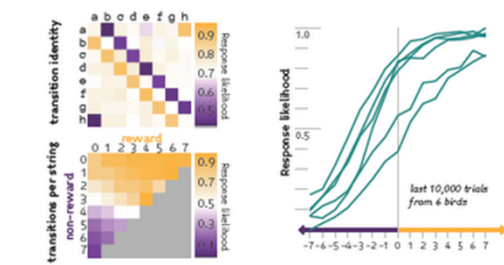 a b c d e f g h
transition identity
a
b
c
d
e
f
g
h
0.9
0.8
0.7
0.6
Response likelihood
reward
0 1 2 3 4 5 6 7
transitions per string
non-reward
0
1
2
3
4
5
6
7
0.9
0.7
0.5
0.3
0.1
Response likelihood
1.0
0.5
Response likelihood
last 10,000 trials
from 6 birds
-7 -6 -5 -4 -3 -2 -1 0 1 2 3 4 5 6 7